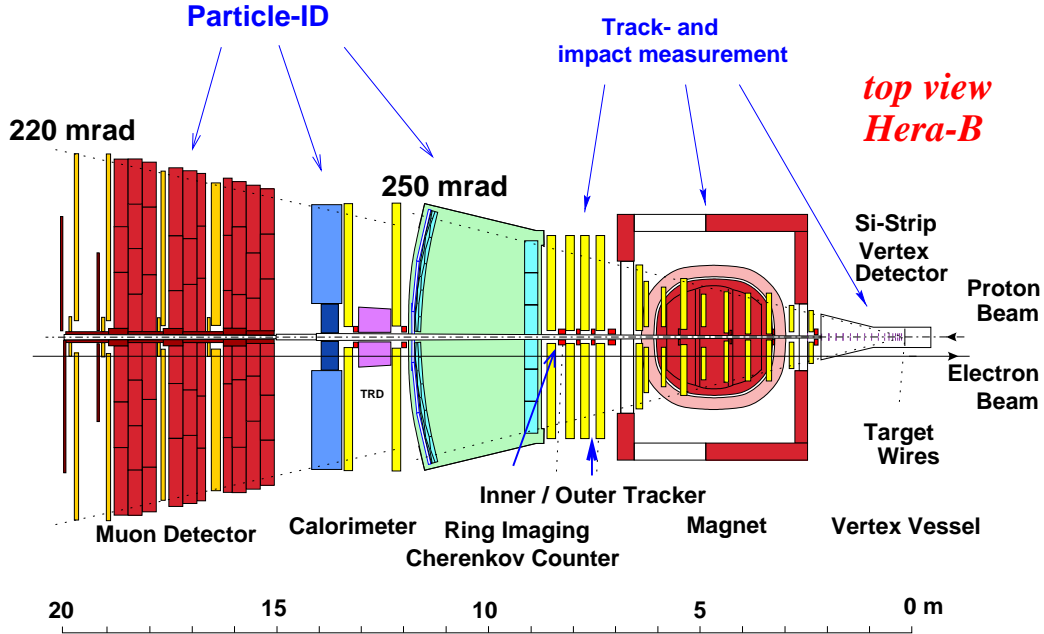 Particle-ID
Track- and
impact measurement
top view
Hera-B
220 mrad
250 mrad
Si-Strip
Vertex
Detector
Proton
Beam
Electron
Beam
TRD
Target
Wires
Inner / Outer Tracker
Muon Detector
Calorimeter
Ring Imaging
Cherenkov Counter
Magnet
Vertex Vessel
20
15
10
5
0 m